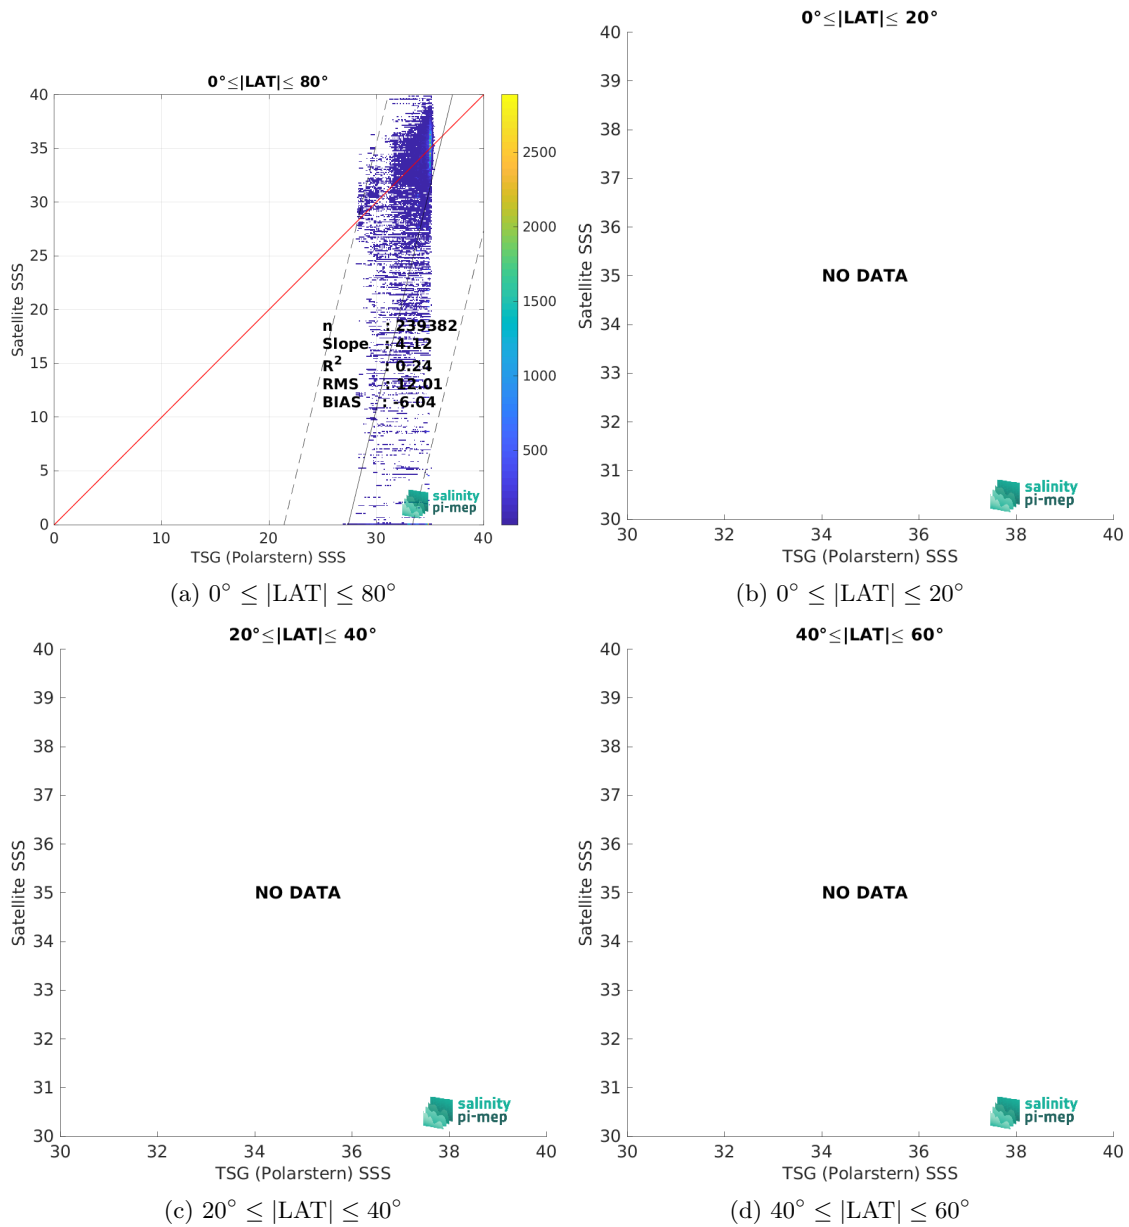 0°≤|LAT|≤ 80°
40
35
30
25
20
15
10
5
0
Satellite SSS
n : 239382
Slope : 4.12
R² : 0.24
RMS : 12.01
BIAS : -6.04
2500
2000
1500
1000
500
salinity
pi-mep
0 10 20 30 40
TSG (Polarstern) SSS
(a) 0° ≤ |LAT| ≤ 80°
0°≤|LAT|≤ 20°
40
39
38
37
36
35
34
33
32
31
30
Satellite SSS
NO DATA
salinity
pi-mep
30 32 34 36 38 40
TSG (Polarstern) SSS
(b) 0° ≤ |LAT| ≤ 20°
20°≤|LAT|≤ 40°
40
39
38
37
36
35
34
33
32
31
30
Satellite SSS
NO DATA
salinity
pi-mep
30 32 34 36 38 40
TSG (Polarstern) SSS
(c) 20° ≤ |LAT| ≤ 40°
40°≤|LAT|≤ 60°
40
39
38
37
36
35
34
33
32
31
30
Satellite SSS
NO DATA
salinity
pi-mep
30 32 34 36 38 40
TSG (Polarstern) SSS
(d) 40° ≤ |LAT| ≤ 60°